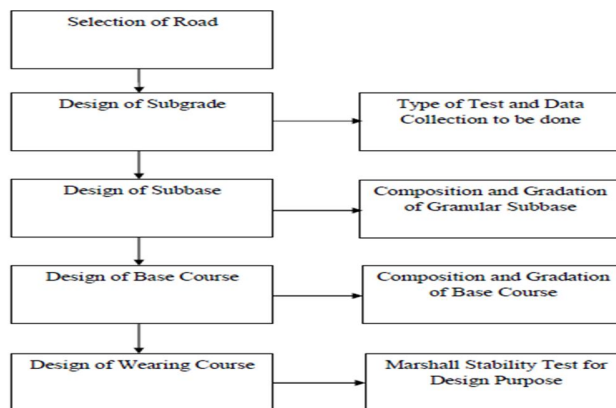 Selection of Road
Design of Subgrade
Type of Test and Data
Collection to be done
Design of Subbase
Composition and Gradation
of Granular Subbase
Design of Base Course
Composition and Gradation
of Base Course
Design of Wearing Course
Marshall Stability Test for
Design Purpose